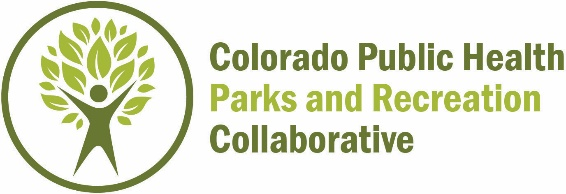 Colorado Public Health
Parks and Recreation
Collaborative